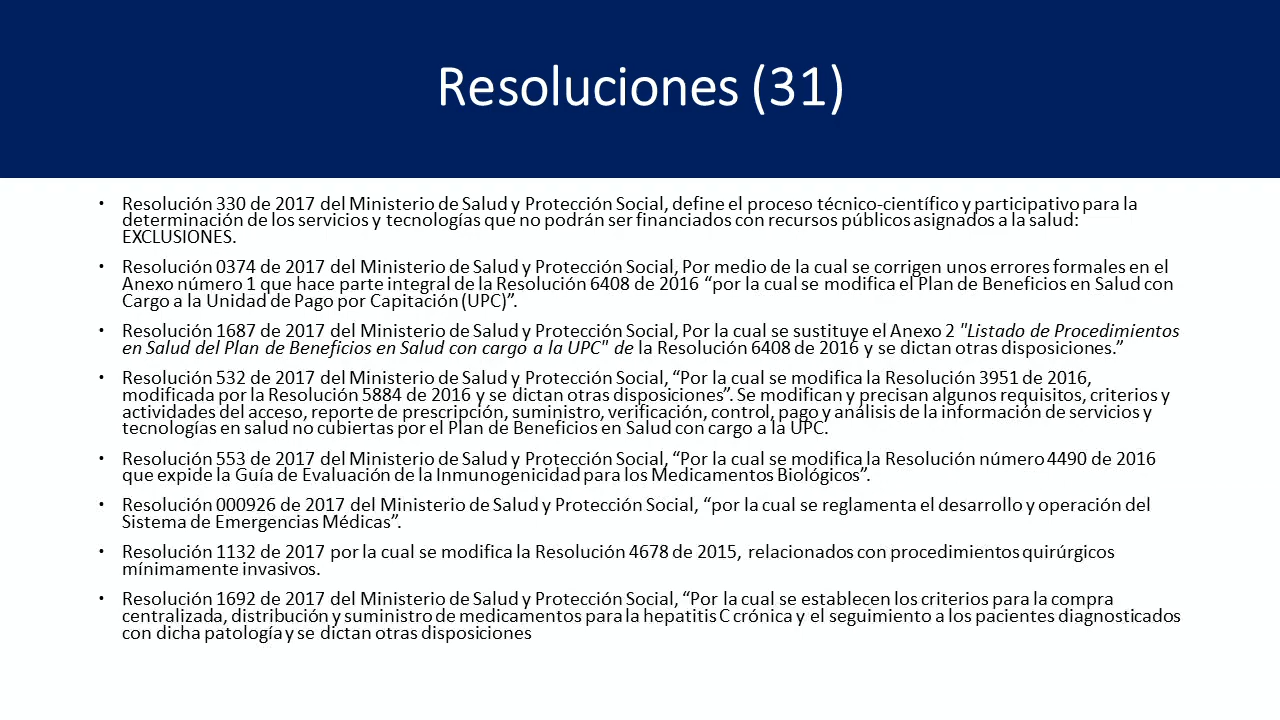 Resoluciones (31)
• Resolución 330 de 2017 del Ministerio de Salud y Protección Social, define el proceso técnico-científico y participativo para la
determinación de los servicios y tecnologías que no podrán ser financiados con recursos públicos asignados a la salud:
EXCLUSIONES.
• Resolución 0374 de 2017 del Ministerio de Salud y Protección Social, Por medio de la cual se corrigen unos errores formales en el
Anexo número 1 que hace parte integral de la Resolución 6408 de 2016 “por la cual se modifica el Plan de Beneficios en Salud con
Cargo a la Unidad de Pago por Capitación (UPC)”.
• Resolución 1687 de 2017 del Ministerio de Salud y Protección Social, Por la cual se sustituye el Anexo 2 "Listado de Procedimientos
en Salud del Plan de Beneficios en Salud con cargo a la UPC" de la Resolución 6408 de 2016 y se dictan otras disposiciones.”
• Resolución 532 de 2017 del Ministerio de Salud y Protección Social, “Por la cual se modifica la Resolución 3951 de 2016,
modificada por la Resolución 5884 de 2016 y se dictan otras disposiciones”. Se modifican y precisan algunos requisitos, criterios y
actividades del acceso, reporte de prescripción, suministro, verificación, control, pago y análisis de la información de servicios y
tecnologías en salud no cubiertas por el Plan de Beneficios en Salud con cargo a la UPC.
• Resolución 553 de 2017 del Ministerio de Salud y Protección Social, “Por la cual se modifica la Resolución número 4490 de 2016
que expide la Guía de Evaluación de la Inmunogenicidad para los Medicamentos Biológicos”.
• Resolución 000926 de 2017 del Ministerio de Salud y Protección Social, “por la cual se reglamenta el desarrollo y operación del
Sistema de Emergencias Médicas”.
• Resolución 1132 de 2017 por la cual se modifica la Resolución 4678 de 2015, relacionados con procedimientos quirúrgicos
mínimamente invasivos.
• Resolución 1692 de 2017 del Ministerio de Salud y Protección Social, “Por la cual se establecen los criterios para la compra
centralizada, distribución y suministro de medicamentos para la hepatitis C crónica y el seguimiento a los pacientes diagnosticados
con dicha patología y se dictan otras disposiciones